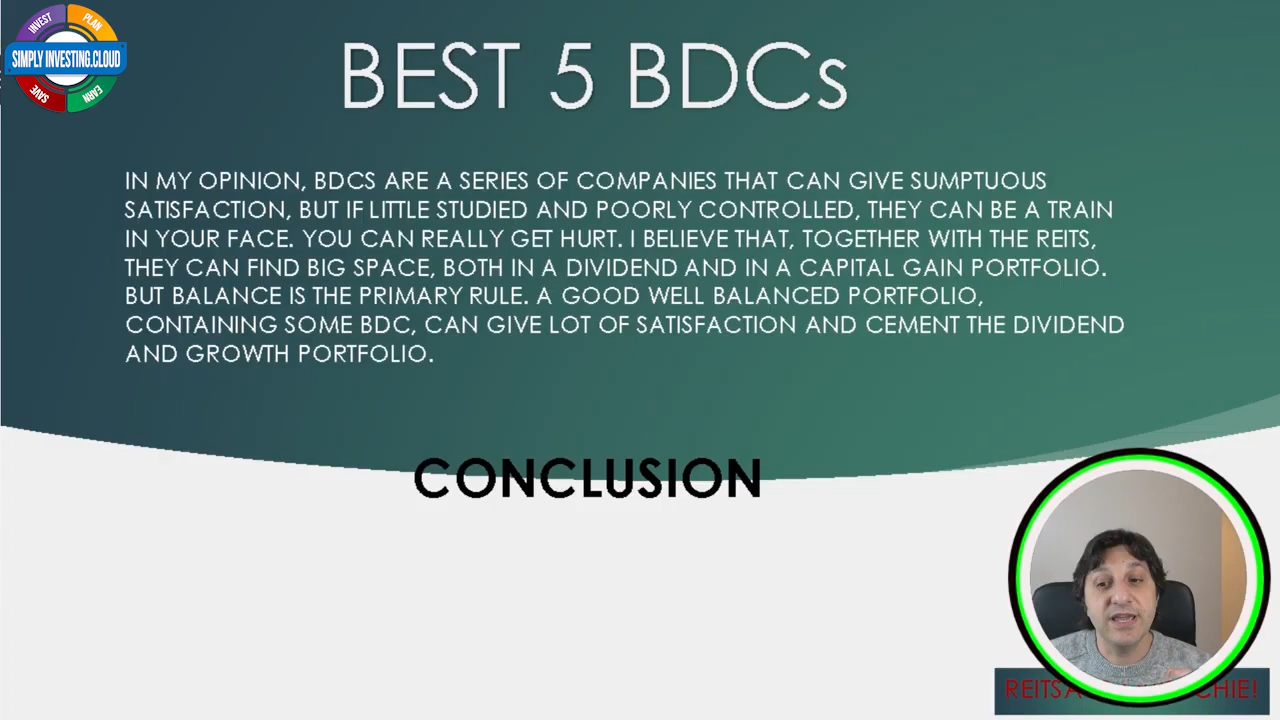 INVEST
PLAN
SIMPLY INVESTING.CLOUD
SAVE
EARN
BEST 5 BDCs
IN MY OPINION, BDCS ARE A SERIES OF COMPANIES THAT CAN GIVE SUMPTUOUS
SATISFACTION, BUT IF LITTLE STUDIED AND POORLY CONTROLLED, THEY CAN BE A TRAIN
IN YOUR FACE. YOU CAN REALLY GET HURT. I BELIEVE THAT, TOGETHER WITH THE REITS,
THEY CAN FIND BIG SPACE, BOTH IN A DIVIDEND AND IN A CAPITAL GAIN PORTFOLIO.
BUT BALANCE IS THE PRIMARY RULE. A GOOD WELL BALANCED PORTFOLIO,
CONTAINING SOME BDC, CAN GIVE LOT OF SATISFACTION AND CEMENT THE DIVIDEND
AND GROWTH PORTFOLIO.
CONCLUSION